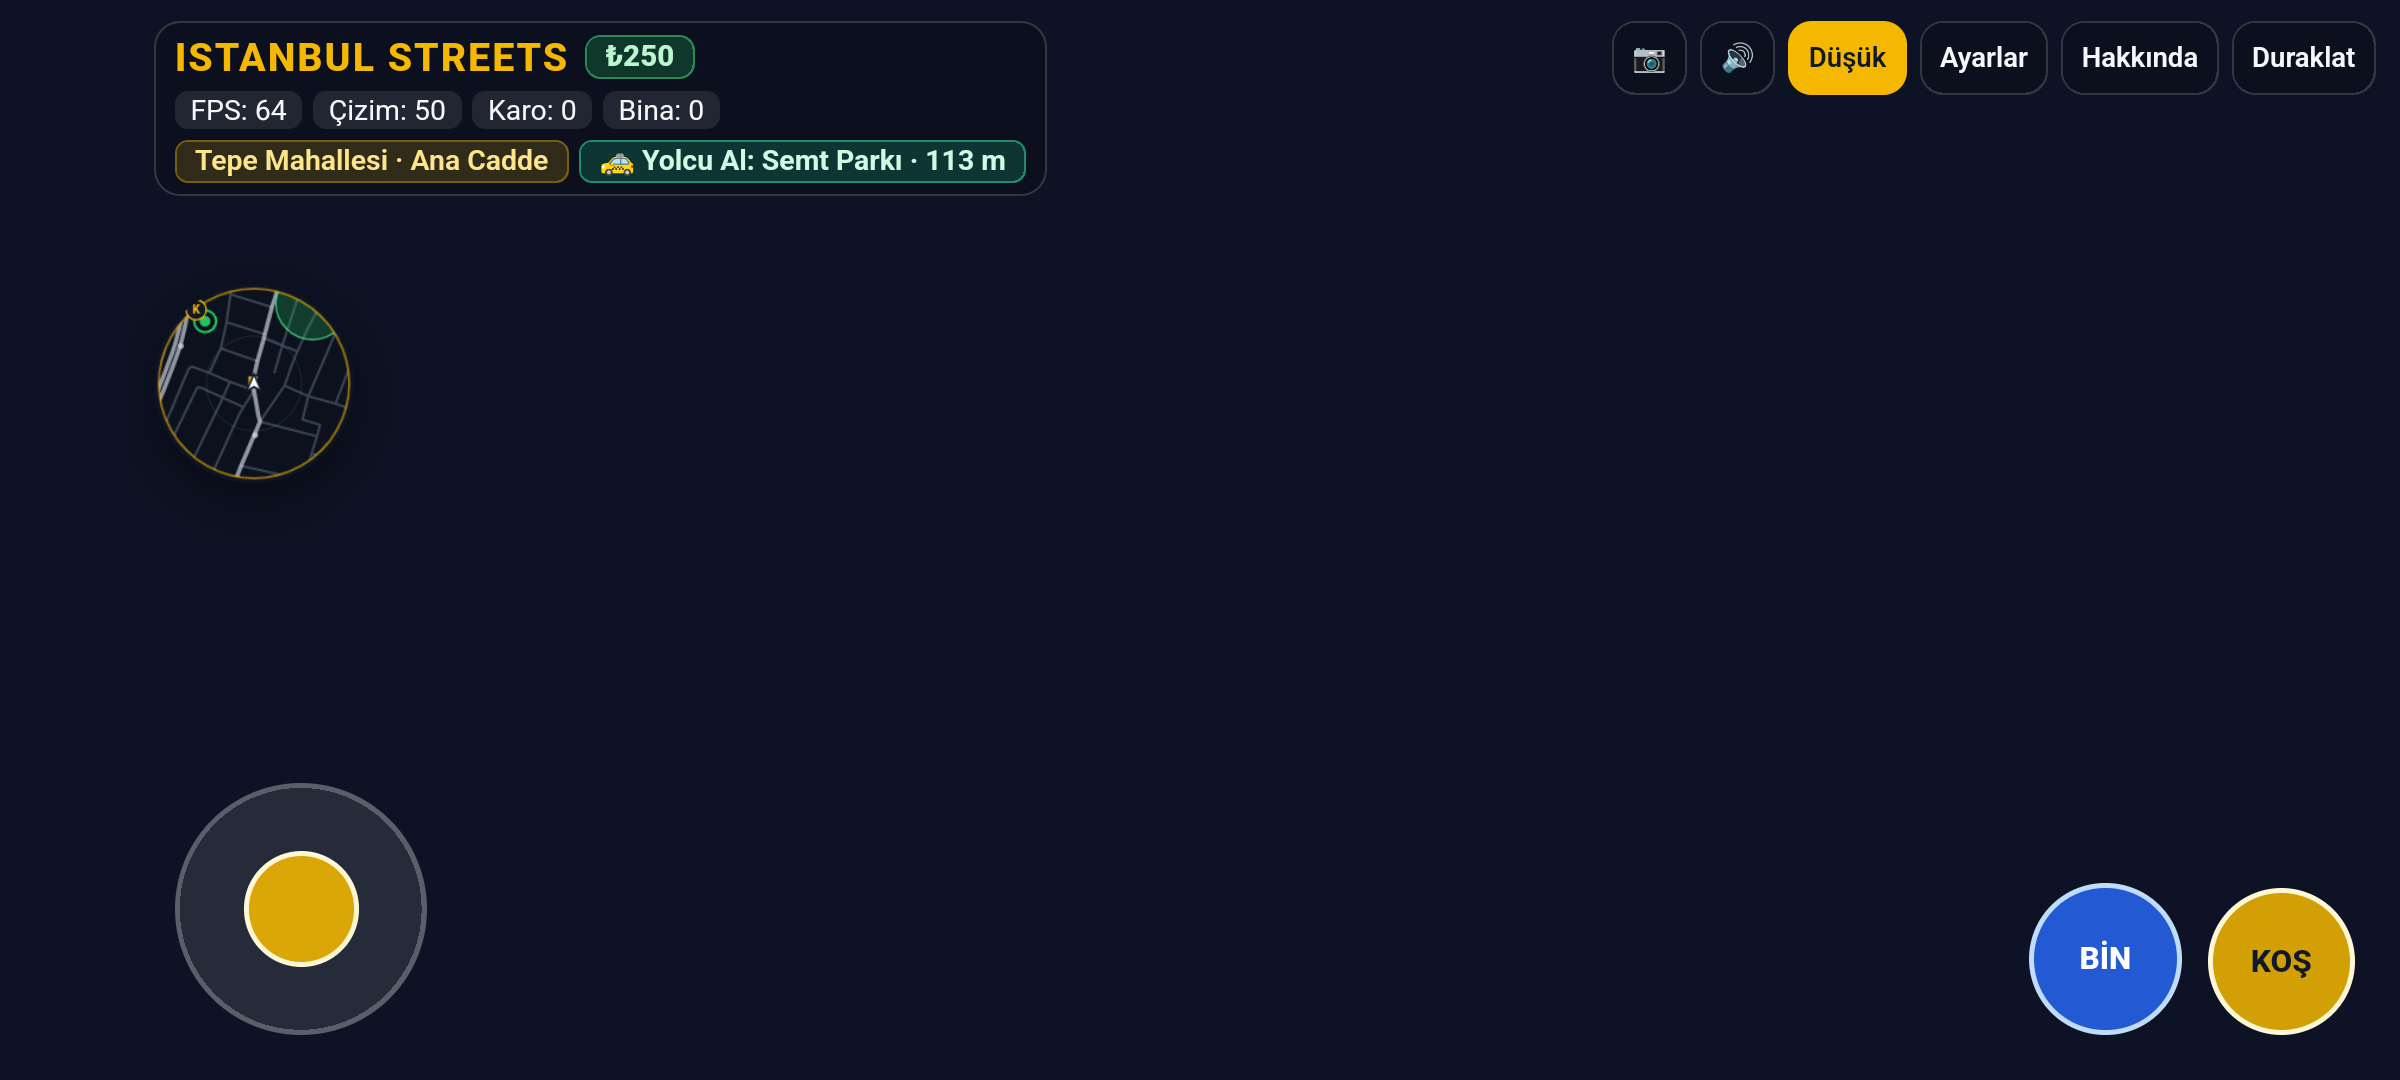 ISTANBUL STREETS ₺250
FPS: 64 Çizim: 50 Karo: 0 Bina: 0
Tepe Mahallesi · Ana Cadde 🚕 Yolcu Al: Semt Parkı · 113 m
Düşük Ayarlar Hakkında Duraklat
K
BİN KOŞ